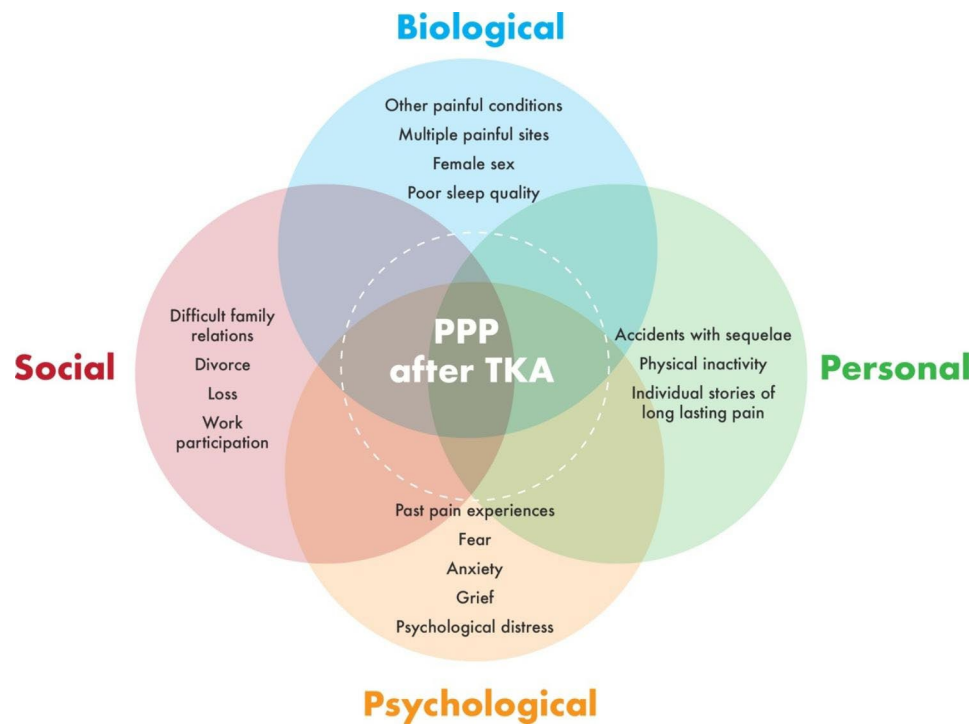 Biological
Other painful conditions
Multiple painful sites
Female sex
Poor sleep quality
Social
Difficult family
relations
Divorce
Loss
Work
participation
PPP
after TKA
Accidents with sequelae
Physical inactivity
Individual stories of
long lasting pain
Personal
Past pain experiences
Fear
Anxiety
Grief
Psychological distress
Psychological